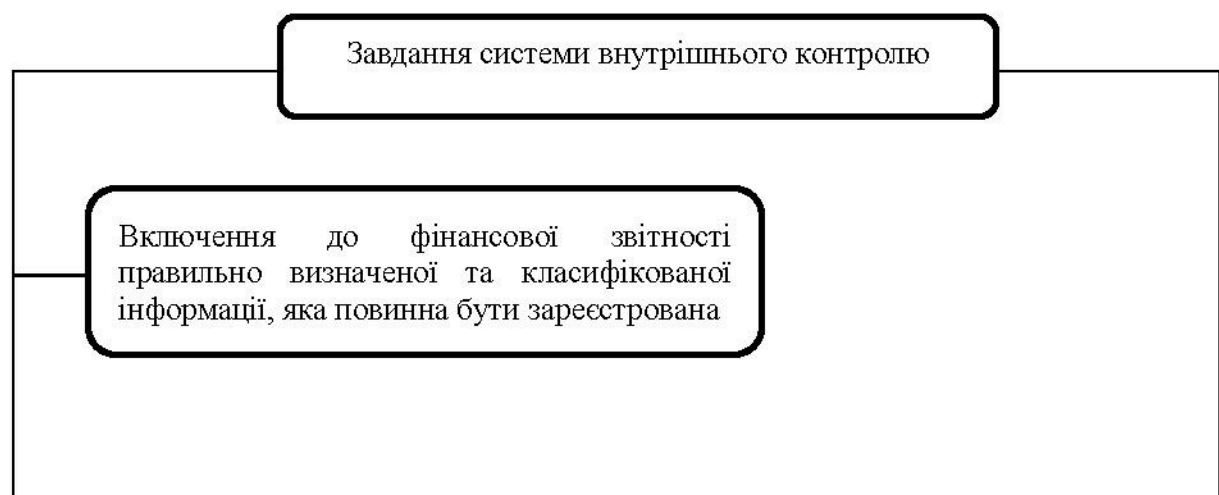 Завдання системи внутрішнього контролю
Включення до фінансової звітності
правильно визначеної та класифікованої
інформації, яка повинна бути зареєстрована